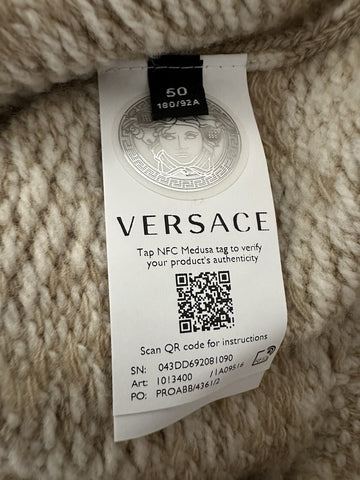 50
180/92A
VERSACE
Tap NFC Medusa tag to verify
your product's authenticity
Scan QR code for instructions
SN: 043DD6920B1090
Art: 1013400 /1A09516
PO: PROABB/4361/2